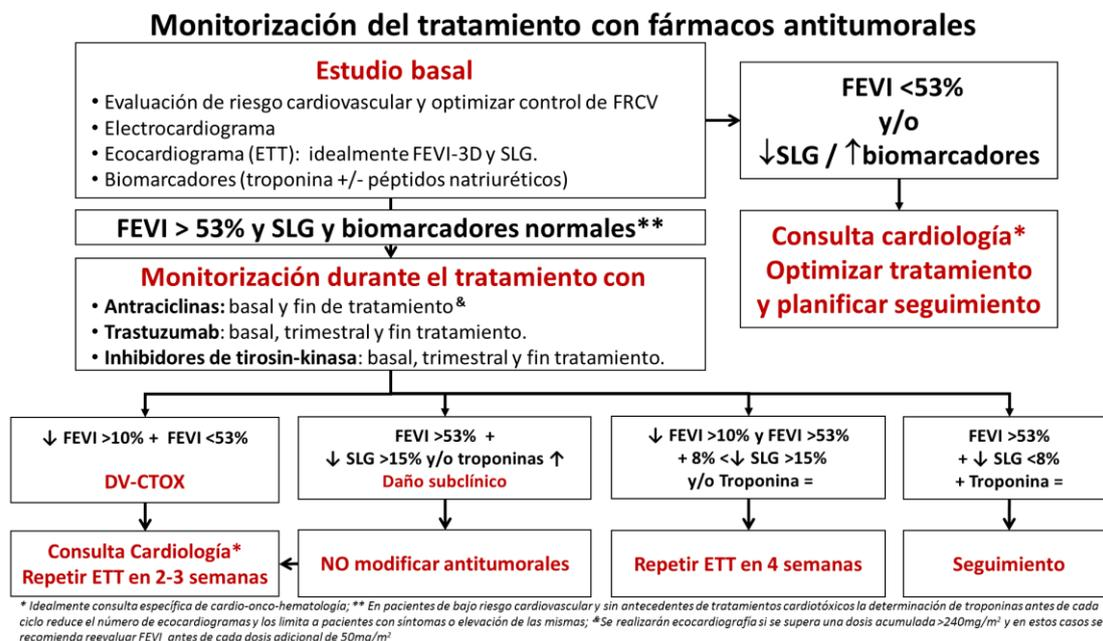 Monitorización del tratamiento con fármacos antitumorales
Estudio basal
• Evaluación de riesgo cardiovascular y optimizar control de FRCV
• Electrocardiograma
• Ecocardiograma (ETT): idealmente FEVI-3D y SLG.
• Biomarcadores (troponina +/- péptidos natriuréticos)
FEVI <53%
y/o
↓SLG / ↑biomarcadores
FEVI > 53% y SLG y biomarcadores normales**
Consulta cardiología*
Optimizar tratamiento
y planificar seguimiento
Monitorización durante el tratamiento con
• Antraciclinas: basal y fin de tratamiento&
• Trastuzumab: basal, trimestral y fin tratamiento.
• Inhibidores de tirosin-kinasa: basal, trimestral y fin tratamiento.
↓ FEVI >10% + FEVI <53%
DV-CTOX
FEVI >53% +
↓ SLG >15% y/o troponinas ↑
Daño subclínico
↓ FEVI >10% y FEVI >53%
+ 8% <↓ SLG >15%
y/o Troponina =
FEVI >53%
+ ↓ SLG <8%
+ Troponina =
Consulta Cardiología*
Repetir ETT en 2-3 semanas
NO modificar antitumorales
Repetir ETT en 4 semanas
Seguimiento
* Idealmente consulta específica de cardio-onco-hematología; ** En pacientes de bajo riesgo cardiovascular y sin antecedentes de tratamientos cardiotóxicos la determinación de troponinas antes de cada
ciclo reduce el número de ecocardiogramas y los limita a pacientes con síntomas o elevación de las mismas; &Se realizarán ecocardiografía si se supera una dosis acumulada >240mg/m² y en estos casos se
recomienda reevaluar FEVI antes de cada dosis adicional de 50mg/m²